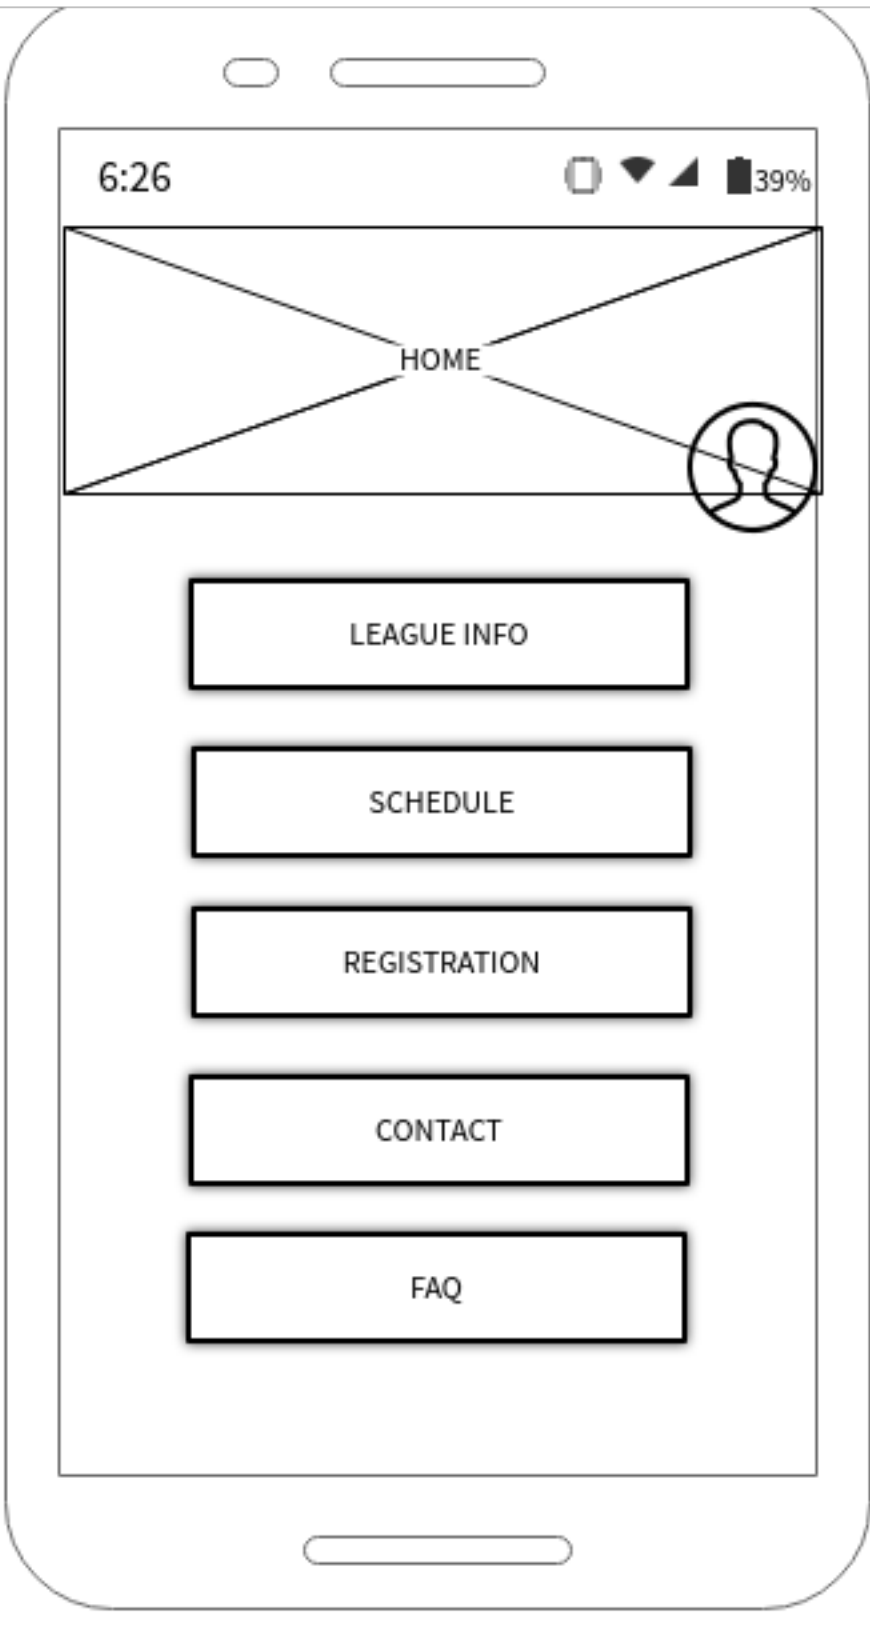 6:26 39%
HOME
LEAGUE INFO
SCHEDULE
REGISTRATION
CONTACT
FAQ